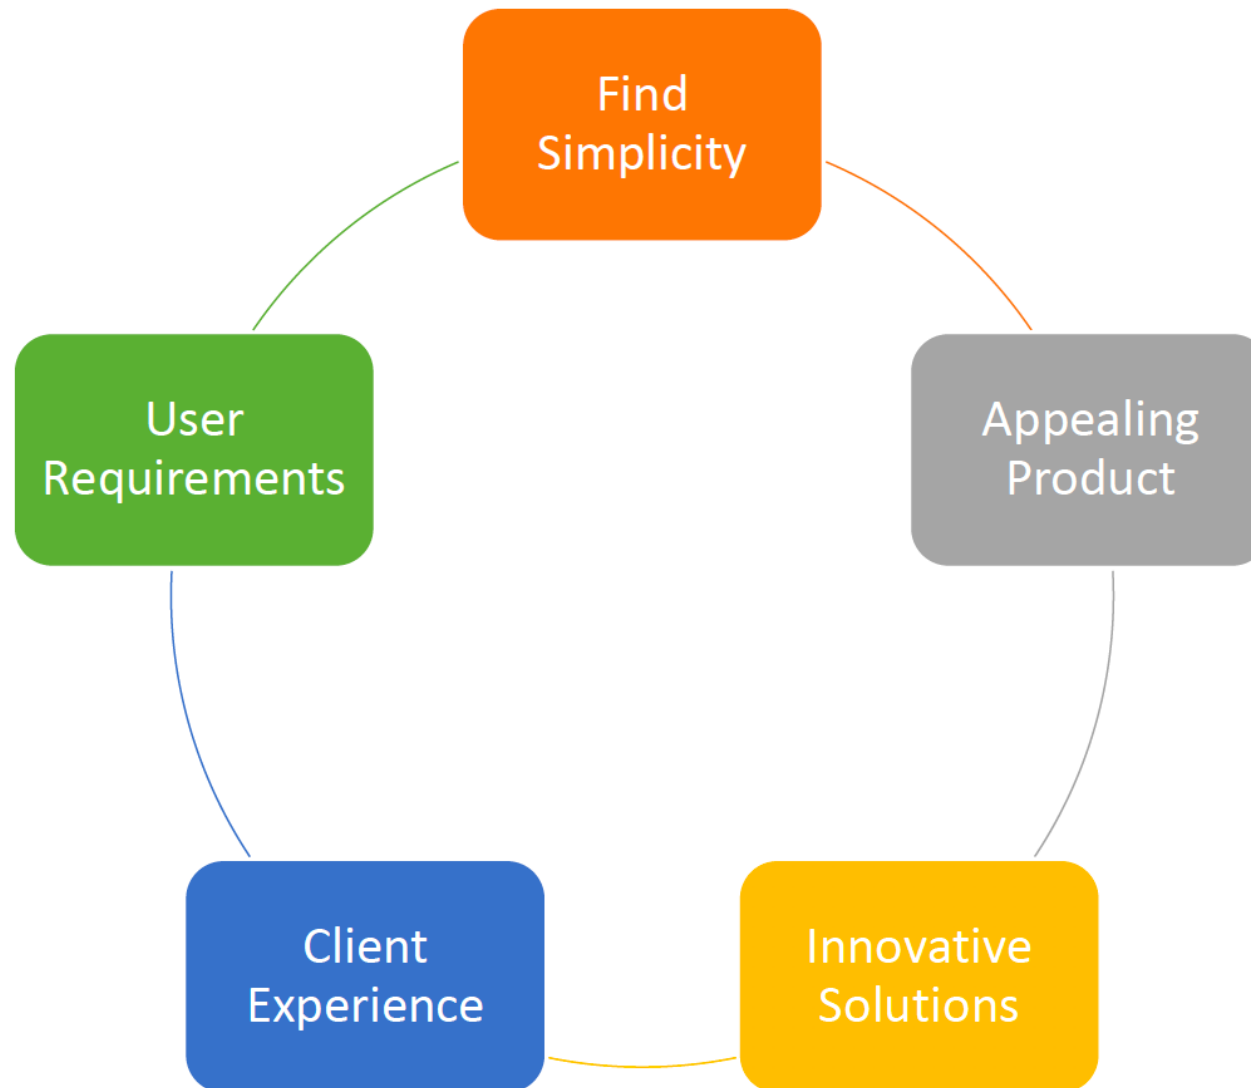 Find
Simplicity
Appealing
Product
Innovative
Solutions
Client
Experience
User
Requirements